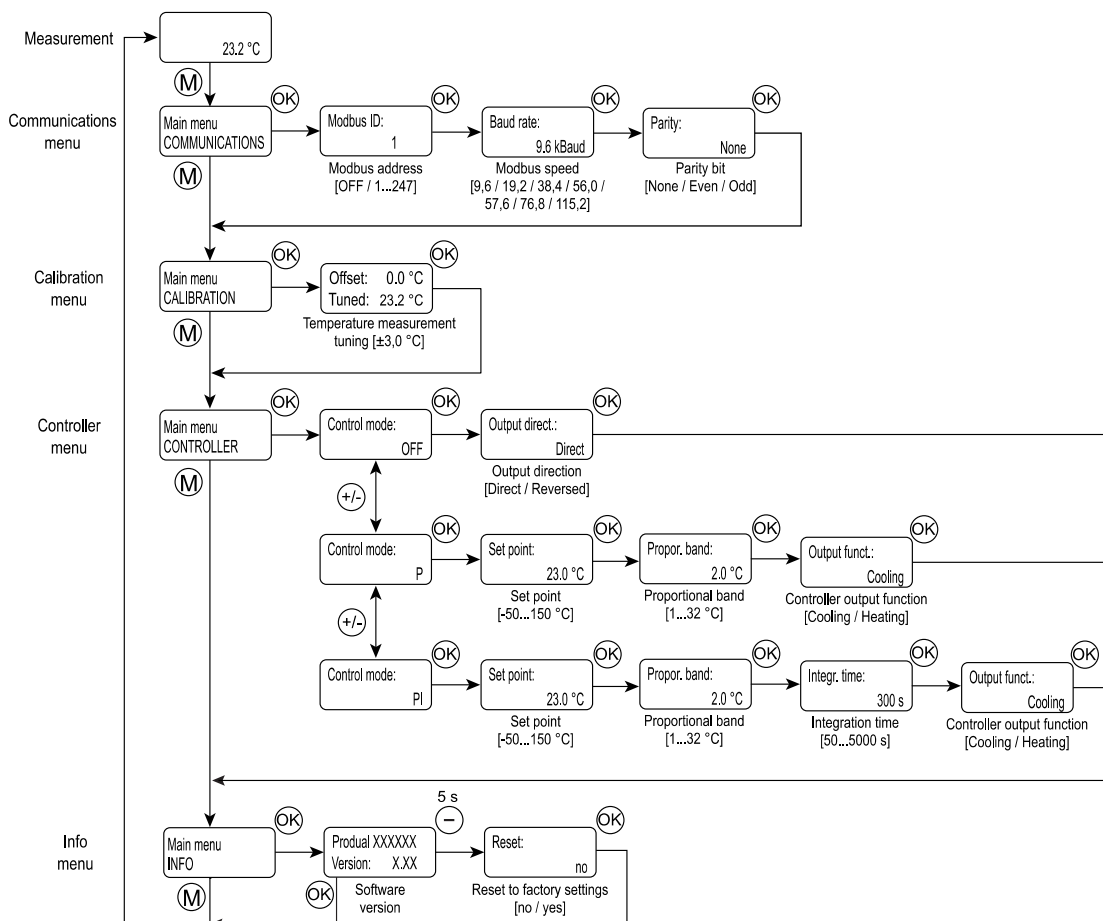 Measurement
23.2 °C
M
Communications
menu
Main menu
COMMUNICATIONS
OK
Modbus ID:
1
OK
Modbus address
[OFF / 1...247]
Baud rate:
9.6 kBaud
OK
Modbus speed
[9,6 / 19,2 / 38,4 / 56,0 /
57,6 / 76,8 / 115,2]
Parity:
None
OK
Parity bit
[None / Even / Odd]
M
Calibration
menu
Main menu
CALIBRATION
OK
Offset: 0.0 °C
Tuned: 23.2 °C
OK
Temperature measurement
tuning [±3,0 °C]
M
Controller
menu
Main menu
CONTROLLER
OK
Control mode:
OFF
OK
Output direct.:
Direct
OK
Output direction
[Direct / Reversed]
M
+/-
Control mode:
P
OK
Set point:
23.0 °C
OK
Set point
[-50...150 °C]
Propor. band:
2.0 °C
OK
Proportional band
[1...32 °C]
Output funct.:
Cooling
OK
Controller output function
[Cooling / Heating]
+/-
Control mode:
PI
OK
Set point:
23.0 °C
OK
Set point
[-50...150 °C]
Propor. band:
2.0 °C
OK
Proportional band
[1...32 °C]
Integr. time:
300 s
OK
Integration time
[50...5000 s]
Output funct.:
Cooling
OK
Controller output function
[Cooling / Heating]
Info
menu
Main menu
INFO
OK
Produal XXXXXX
Version: X.XX
5 s
–
Reset:
no
OK
M
OK
Software
version
Reset to factory settings
[no / yes]